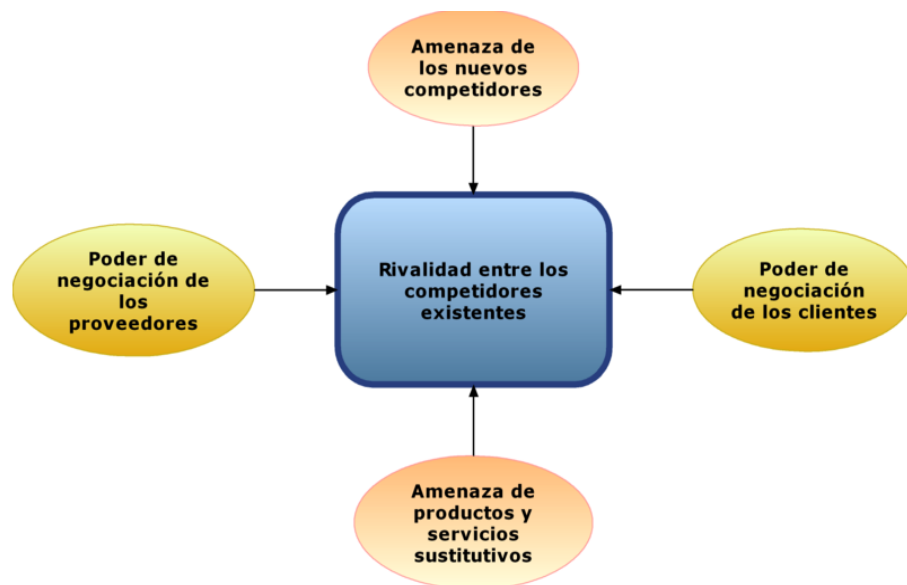 Amenaza de
los nuevos
competidores
Poder de
negociación de
los
proveedores
Rivalidad entre los
competidores
existentes
Poder de
negociación
de los clientes
Amenaza de
productos y
servicios
sustitutivos